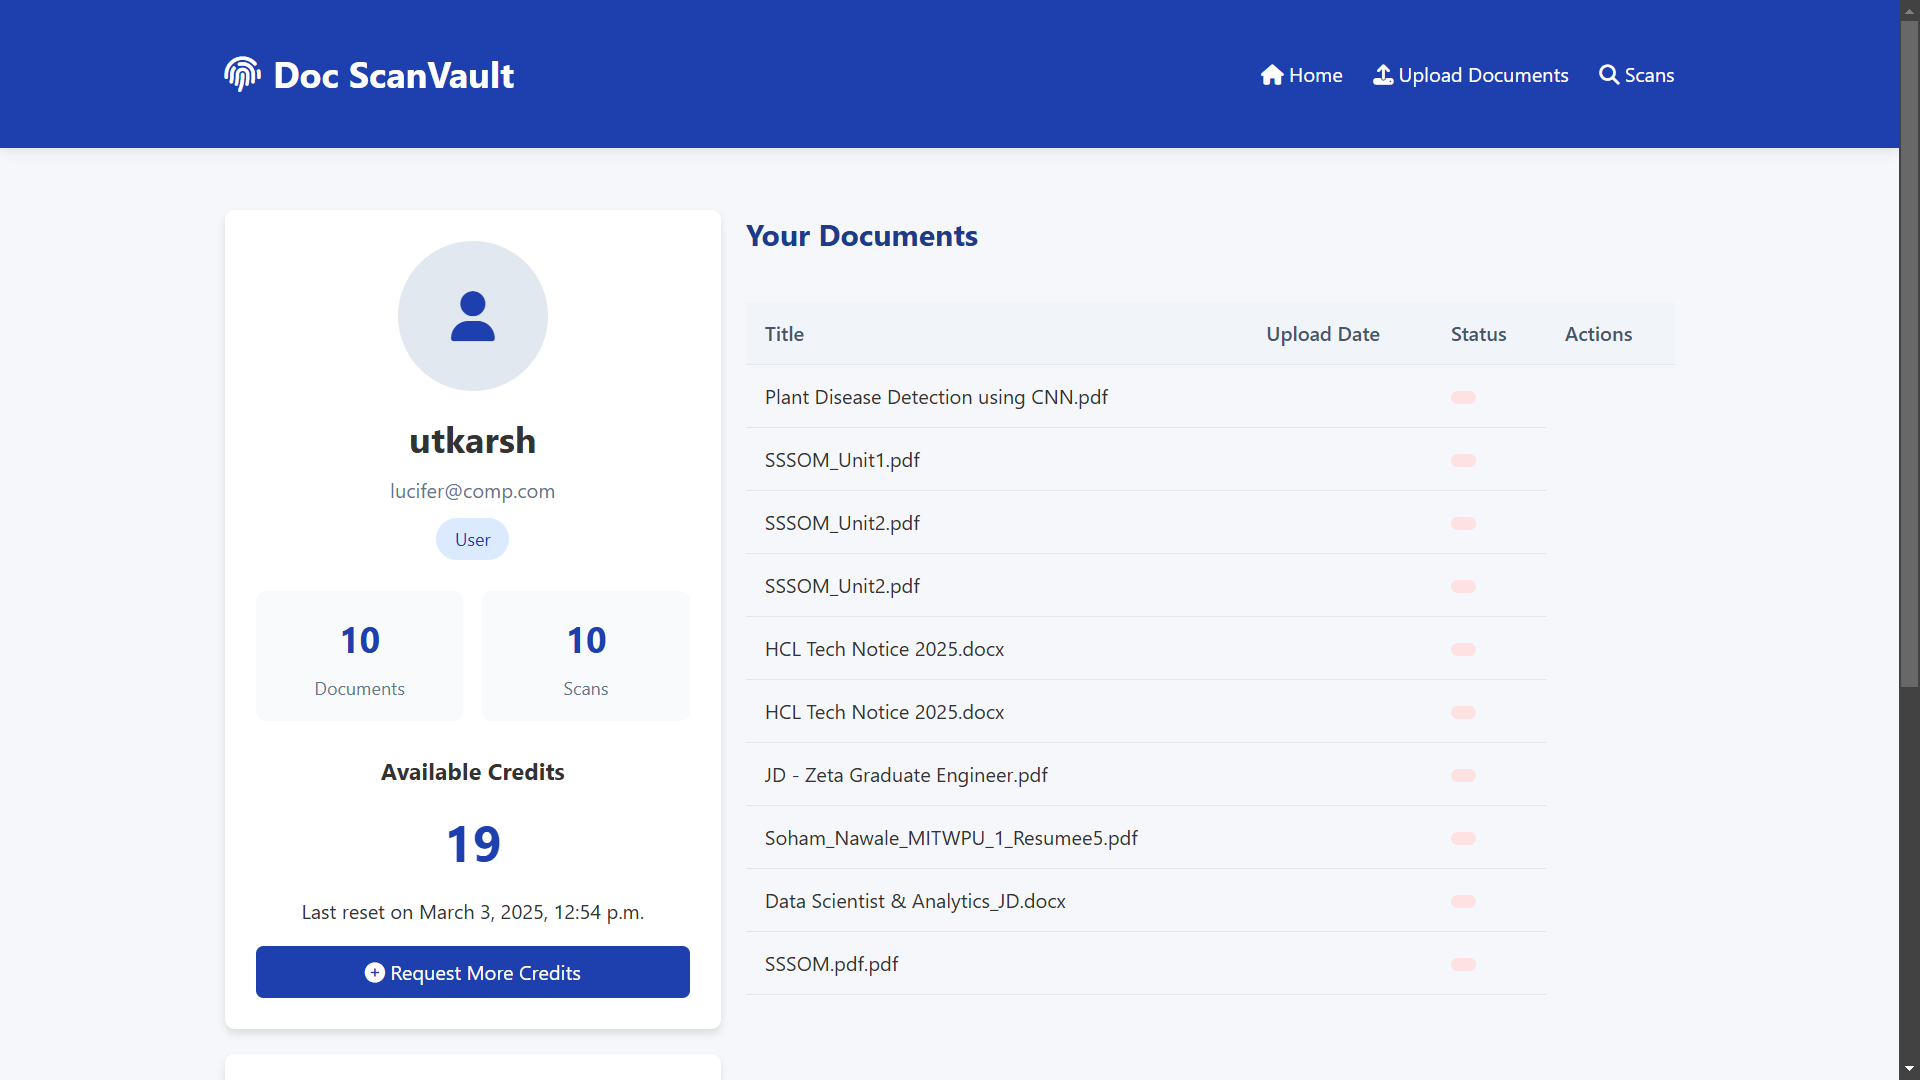 Doc ScanVault
Home Upload Documents Scans
utkarsh
lucifer@comp.com
User
10 Documents
10 Scans
Available Credits
19
Last reset on March 3, 2025, 12:54 p.m.
Request More Credits
Your Documents
Title Upload Date Status Actions
Plant Disease Detection using CNN.pdf
SSSOM_Unit1.pdf
SSSOM_Unit2.pdf
SSSOM_Unit2.pdf
HCL Tech Notice 2025.docx
HCL Tech Notice 2025.docx
JD - Zeta Graduate Engineer.pdf
Soham_Nawale_MITWPU_1_Resumee5.pdf
Data Scientist & Analytics_JD.docx
SSSOM.pdf.pdf